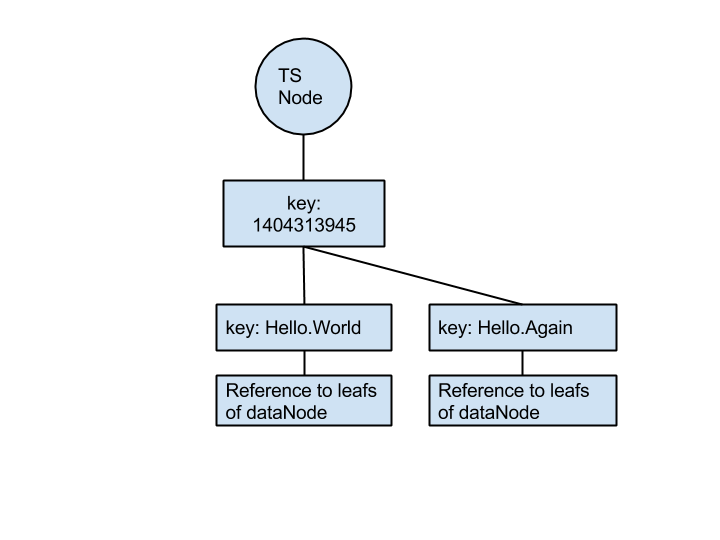 TS
Node
key:
1404313945
key: Hello.World
key: Hello.Again
Reference to leafs
of dataNode
Reference to leafs
of dataNode